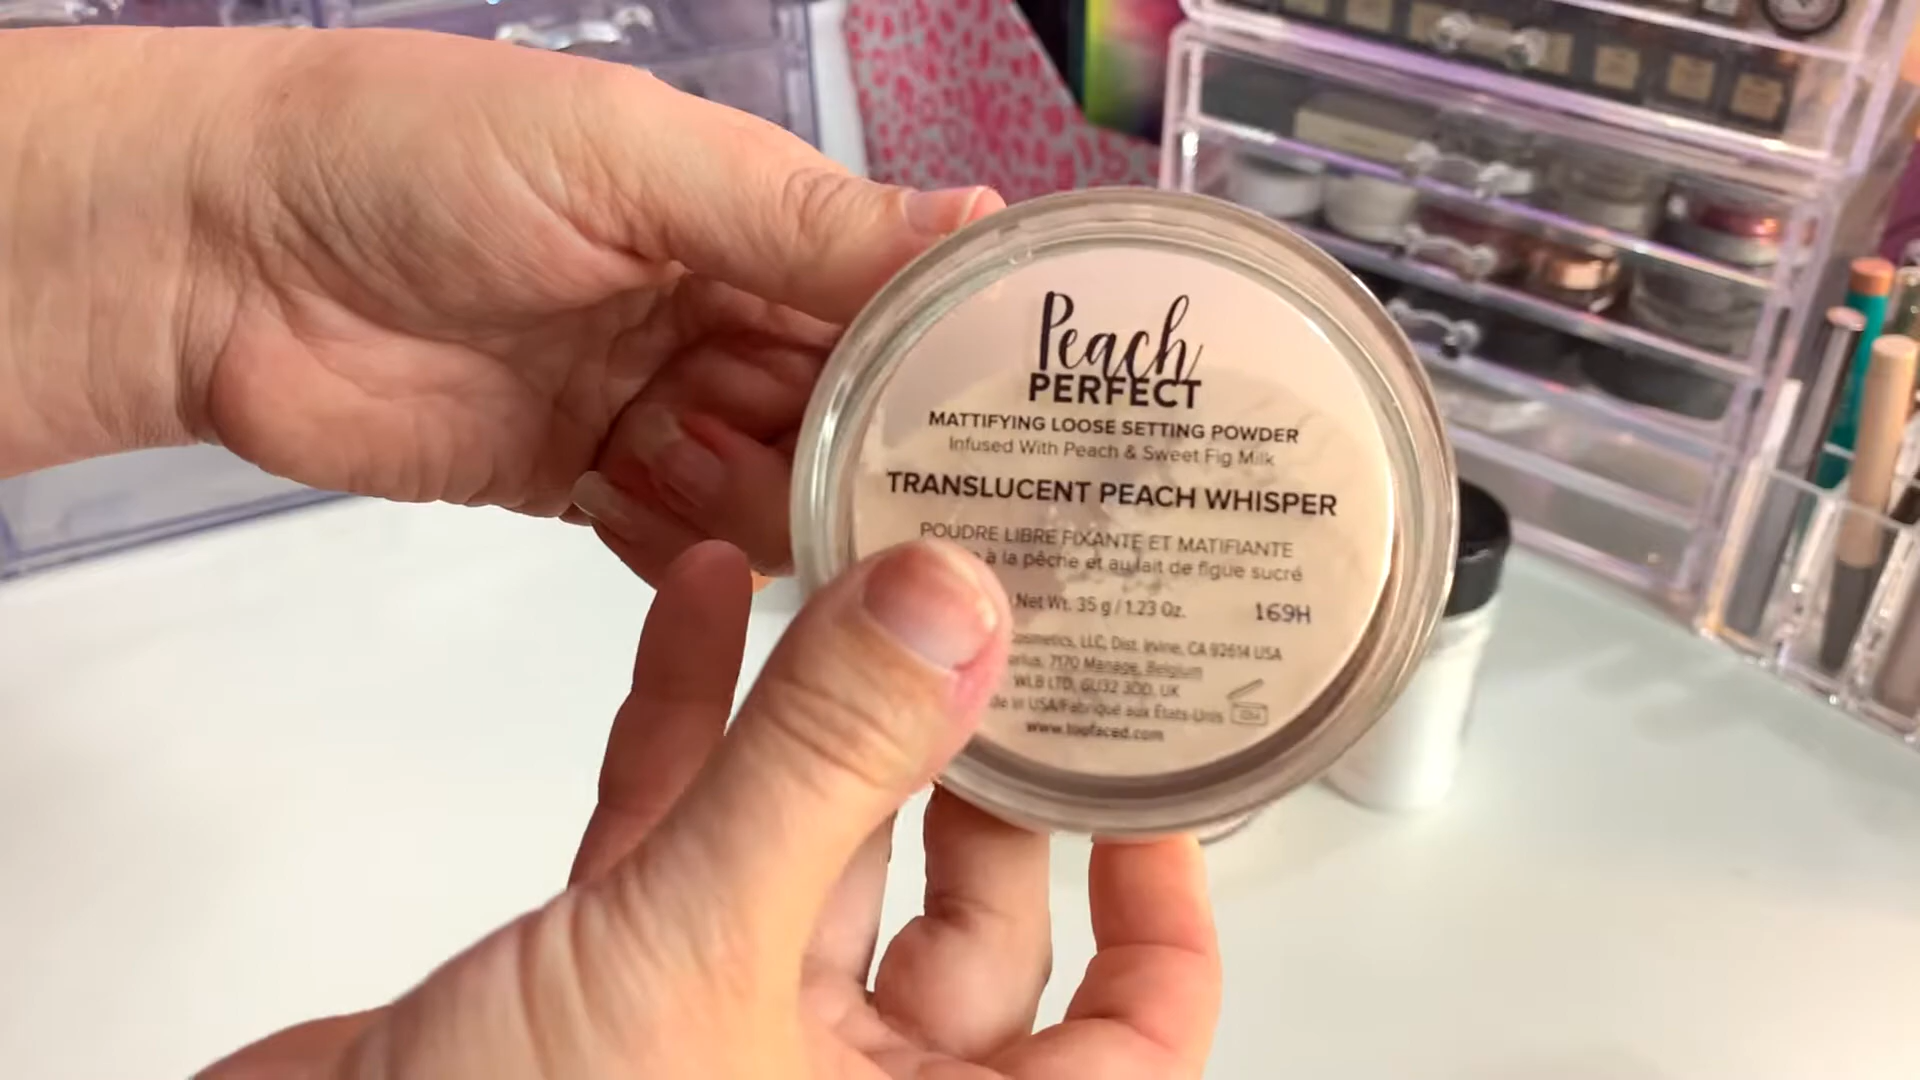 Peach
PERFECT
MATTIFYING LOOSE SETTING POWDER
Infused With Peach & Sweet Fig Milk
TRANSLUCENT PEACH WHISPER
POUDRE LIBRE FIXANTE ET MATIFIANTE
à la pêche et au lait de figue sucré
Net Wt. 35 g / 1.23 Oz.
169H
Cosmetics, LLC, Dist. Irvine, CA 92614 USA
7170 Manage, Belgium
WLB LTD, GU32 3QD, UK
in USA/Fabriqué aux États-Unis
www.toofaced.com